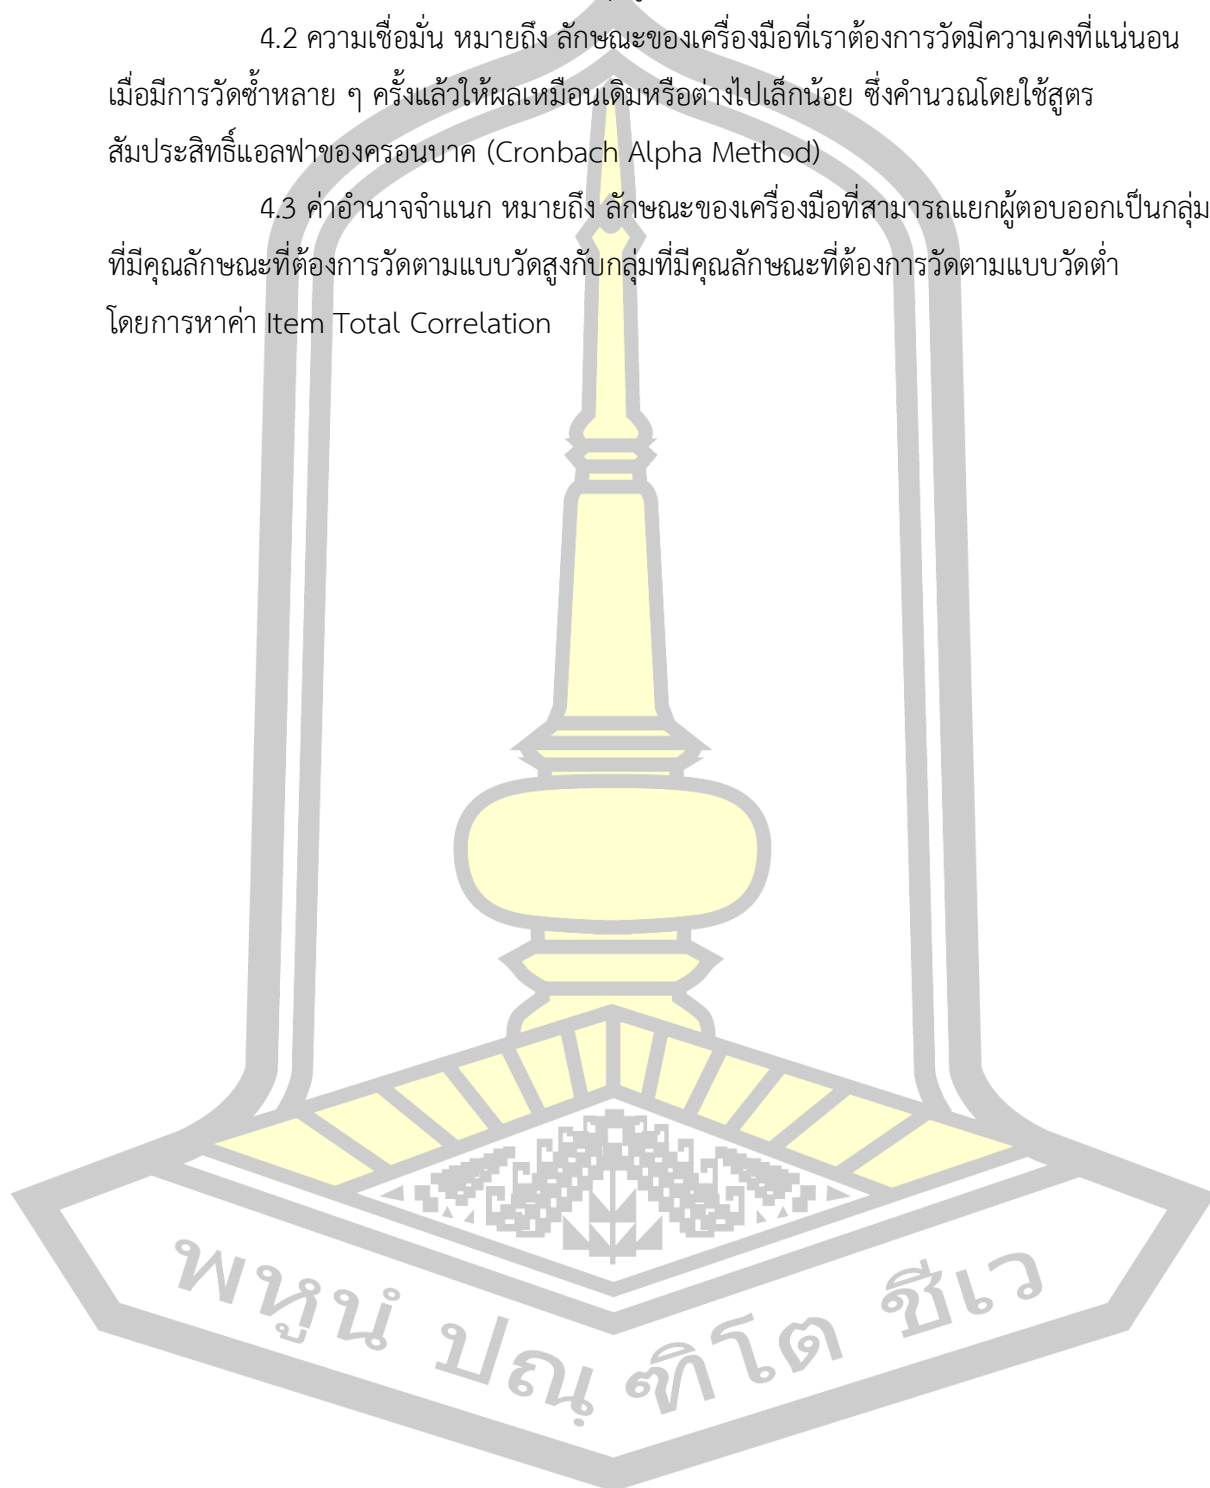 4.2 ความเชื่อมั่น หมายถึง ลักษณะของเครื่องมือที่เราต้องการวัดมีความคงที่แน่นอน
เมื่อมีการวัดซ้ำหลาย ๆ ครั้งแล้วให้ผลเหมือนเดิมหรือต่างไปเล็กน้อย ซึ่งคำนวณโดยใช้สูตร
สัมประสิทธิ์แอลฟาของครอนบาค (Cronbach Alpha Method)
4.3 ค่าอำนาจจำแนก หมายถึง ลักษณะของเครื่องมือที่สามารถแยกผู้ตอบออกเป็นกลุ่ม
ที่มีคุณลักษณะที่ต้องการวัดตามแบบวัดสูงกับกลุ่มที่มีคุณลักษณะที่ต้องการวัดตามแบบวัดต่ำ
โดยการหาค่า Item Total Correlation
พหูนํ ปณฺฑิโต ชีเว